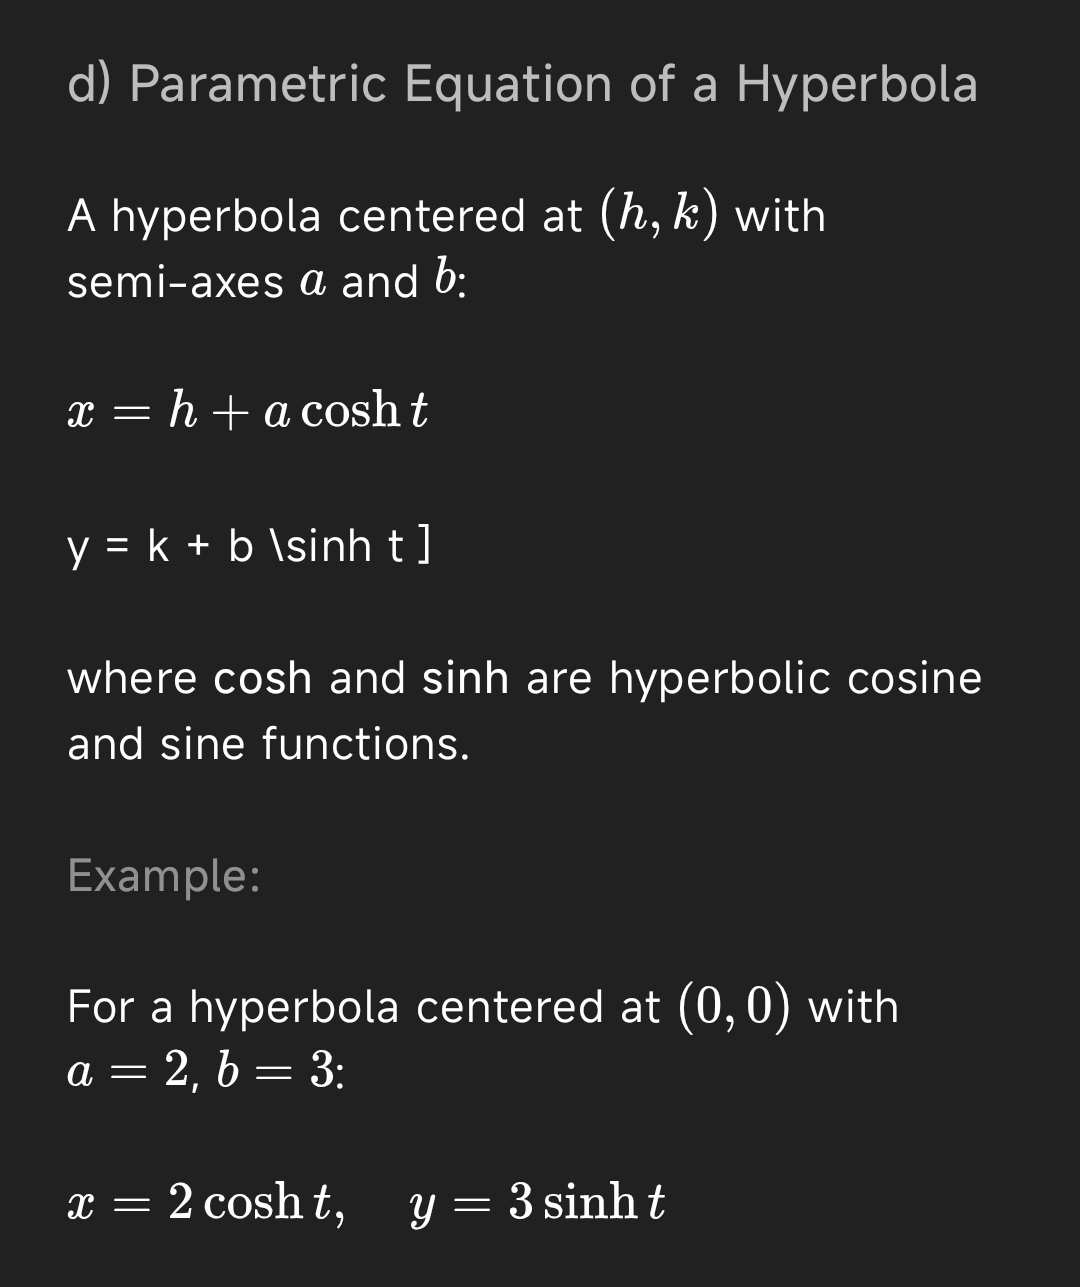 d) Parametric Equation of a Hyperbola
A hyperbola centered at (h, k) with
semi-axes a and b:
x = h + a cosh t
y = k + b \sinh t ]
where cosh and sinh are hyperbolic cosine
and sine functions.
Example:
For a hyperbola centered at (0, 0) with
a = 2, b = 3:
x = 2 cosh t, y = 3 sinh t